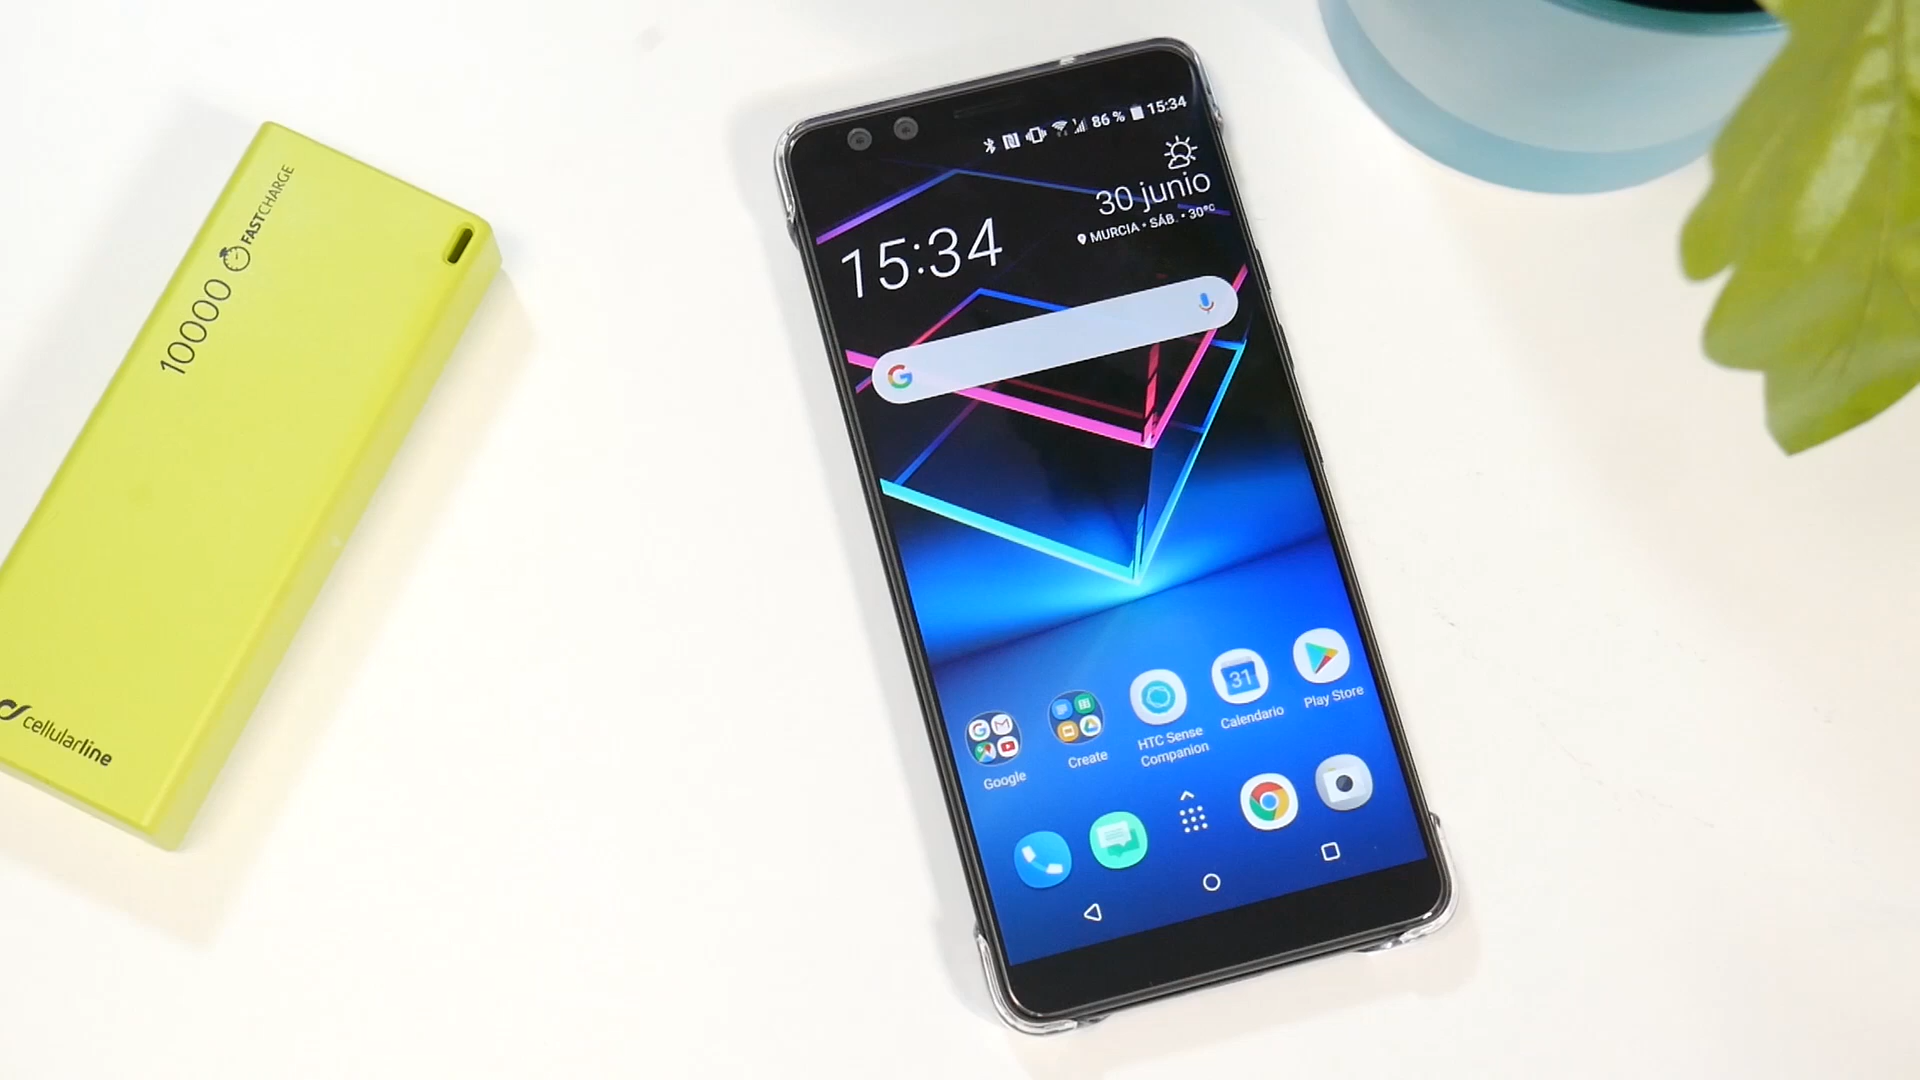 10000 FASTCHARGE
cellularline
86 % 15:34
15:34
30 junio
MURCIA • SÁB. • 30°C
G
31
Google
Create
HTC Sense
Companion
Calendario
Play Store